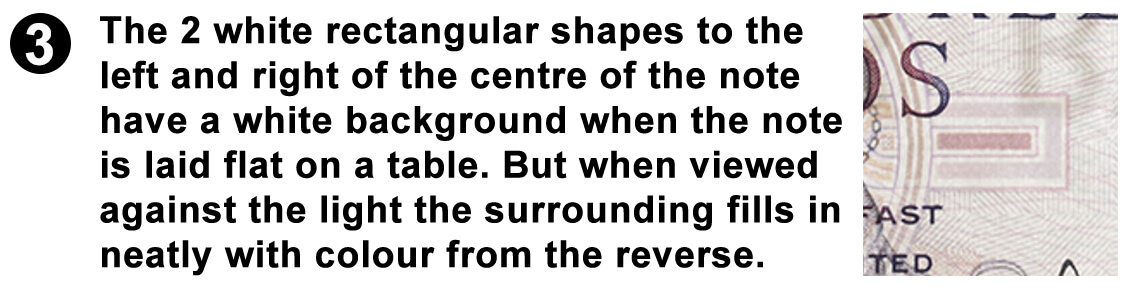 3
The 2 white rectangular shapes to the
left and right of the centre of the note
have a white background when the note
is laid flat on a table. But when viewed
against the light the surrounding fills in
neatly with colour from the reverse.
OS
FAST
TED